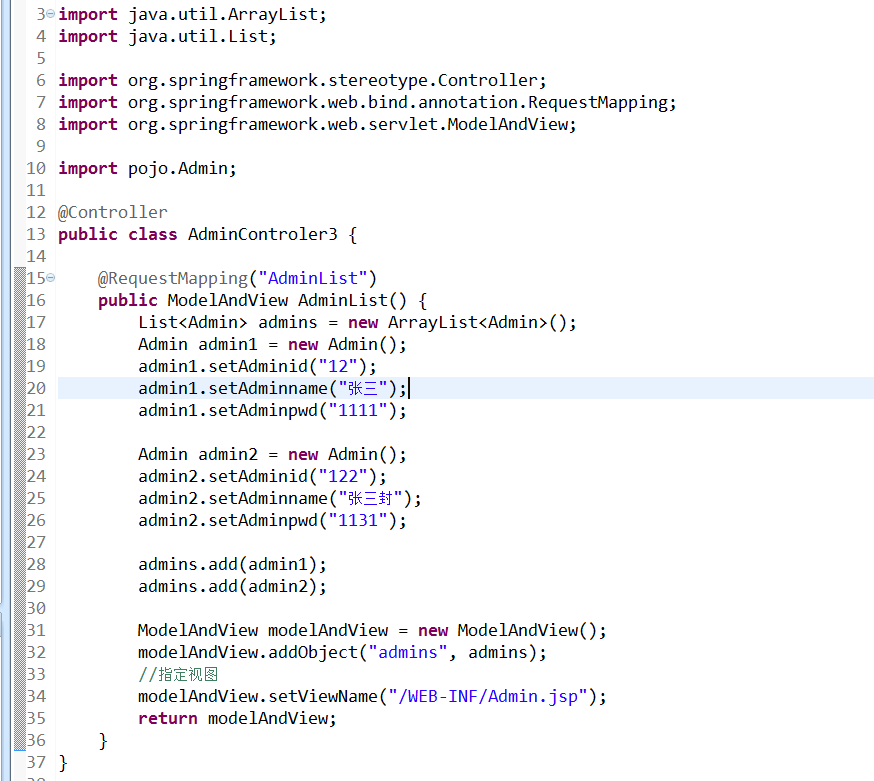 3 import java.util.ArrayList;
4 import java.util.List;
5
6 import org.springframework.stereotype.Controller;
7 import org.springframework.web.bind.annotation.RequestMapping;
8 import org.springframework.web.servlet.ModelAndView;
9
10 import pojo.Admin;
11
12 @Controller
13 public class AdminControler3 {
14
15     @RequestMapping("AdminList")
16     public ModelAndView AdminList() {
17         List<Admin> admins = new ArrayList<Admin>();
18         Admin admin1 = new Admin();
19         admin1.setAdminid("12");
20         admin1.setAdminname("张三");
21         admin1.setAdminpwd("1111");
22
23         Admin admin2 = new Admin();
24         admin2.setAdminid("122");
25         admin2.setAdminname("张三封");
26         admin2.setAdminpwd("1131");
27
28         admins.add(admin1);
29         admins.add(admin2);
30
31         ModelAndView modelAndView = new ModelAndView();
32         modelAndView.addObject("admins", admins);
33         //指定视图
34         modelAndView.setViewName("/WEB-INF/Admin.jsp");
35         return modelAndView;
36     }
37 }